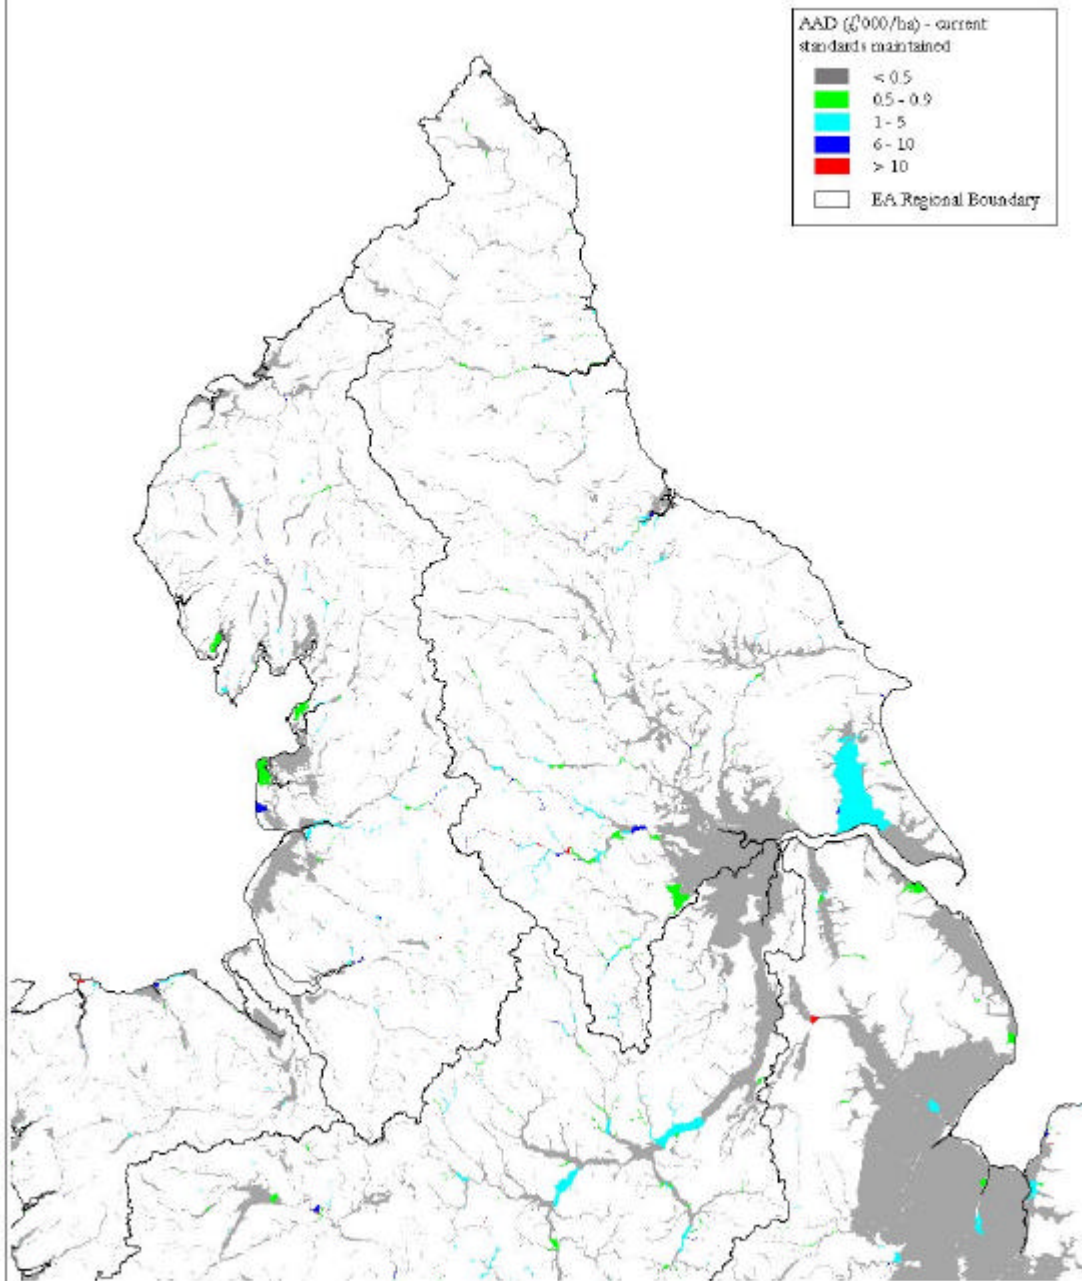 AAD (£'000/ha) - current
standards maintained
< 0.5
0.5 - 0.9
1 - 5
6 - 10
> 10
EA Regional Boundary